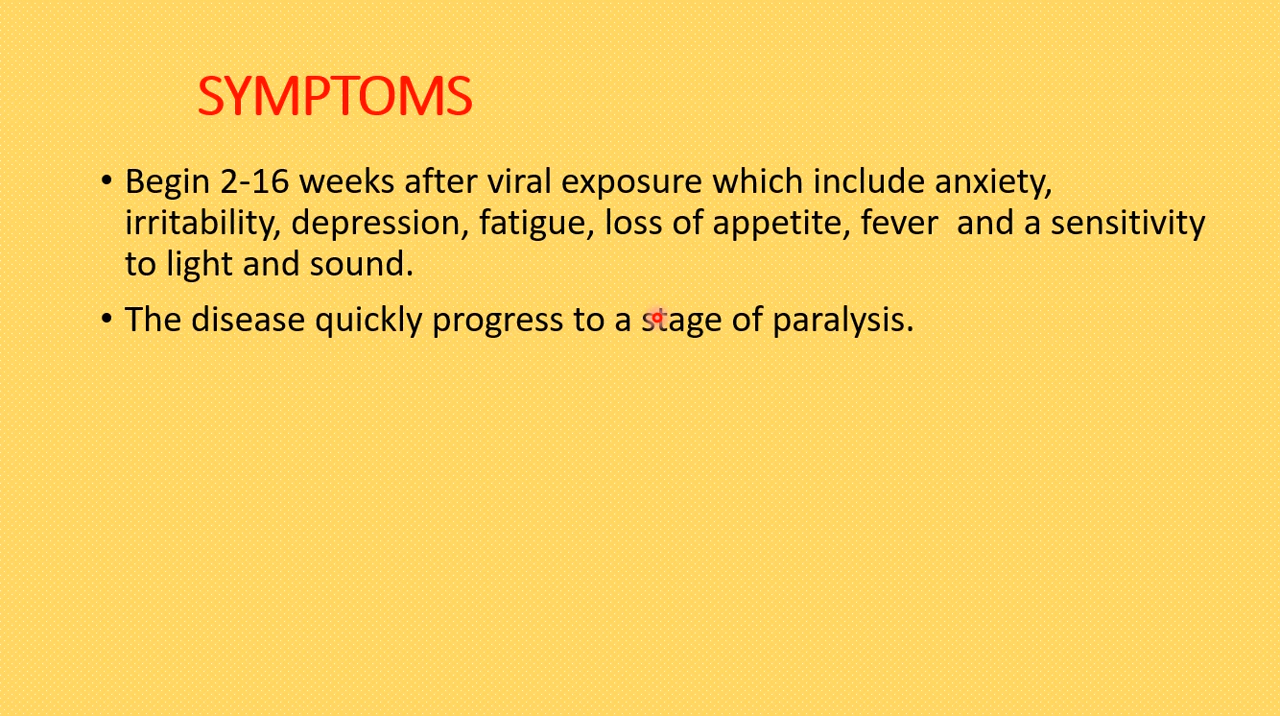 SYMPTOMS
• Begin 2-16 weeks after viral exposure which include anxiety,
irritability, depression, fatigue, loss of appetite, fever  and a sensitivity
to light and sound.
• The disease quickly progress to a stage of paralysis.